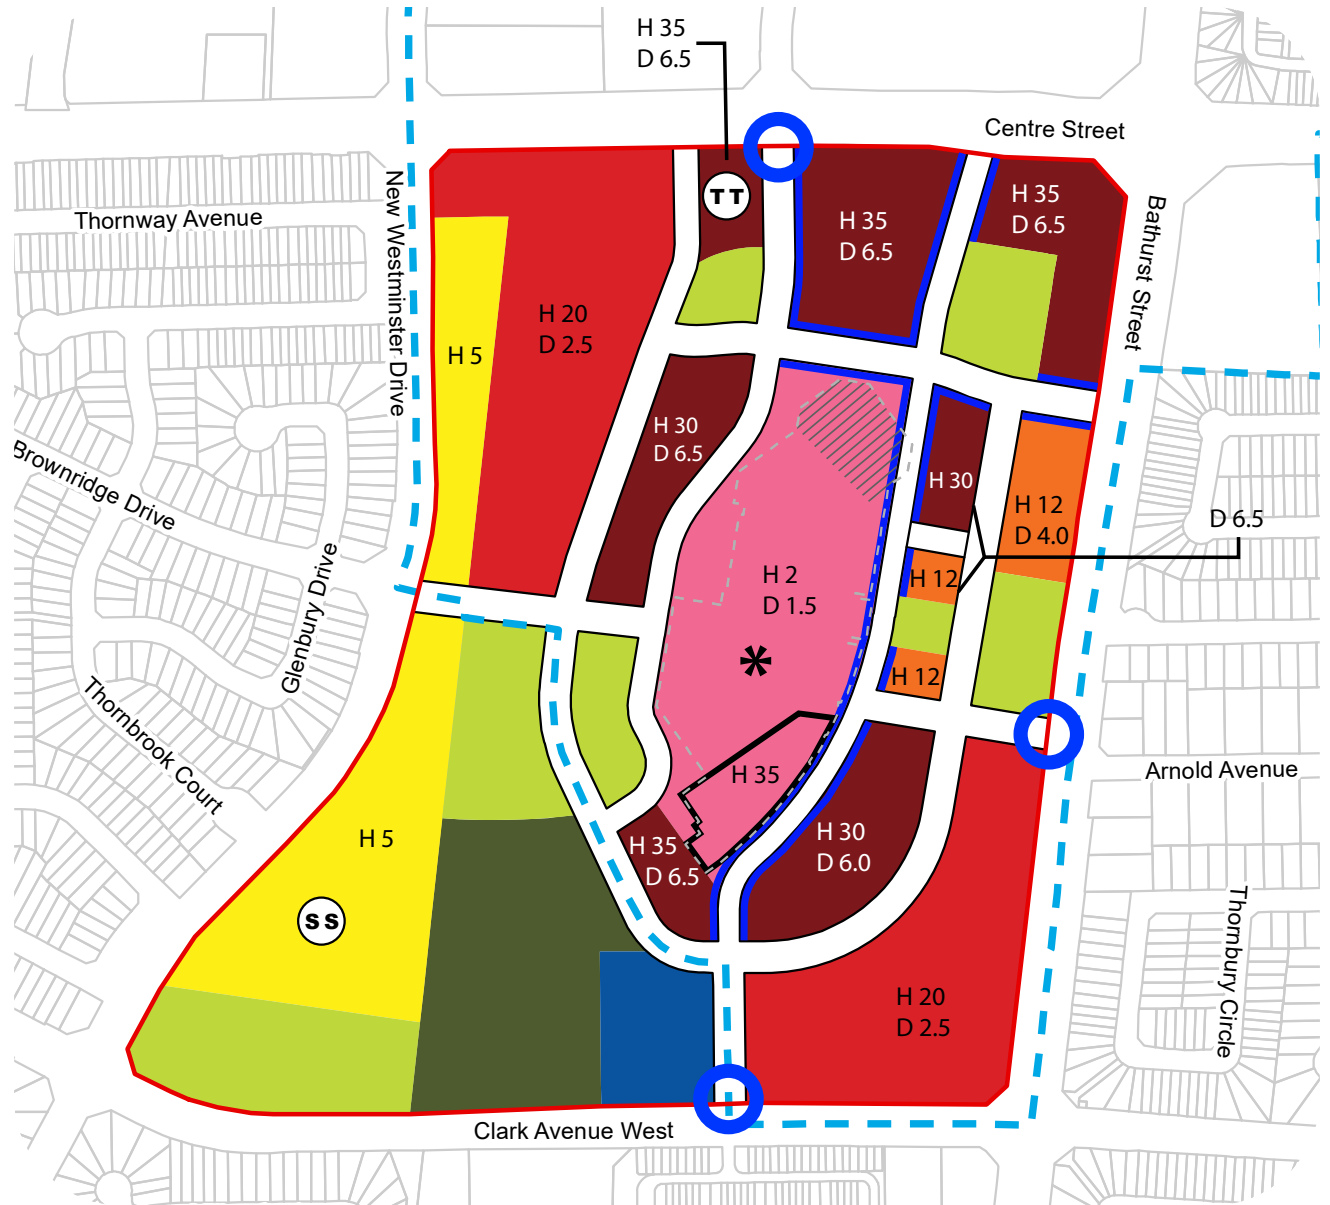 H 35
D 6.5
Centre Street
TT
New Westminster Drive
Thornway Avenue
H 35
D 6.5
H 35
D 6.5
Bathurst Street
H 20
D 2.5
H 5
H 30
D 6.5
H 30
H 12
D 4.0
D 6.5
Brownridge Drive
Glenbury Drive
H 2
D 1.5
*
H 12
H 12
Thornbrook Court
H 35
Arnold Avenue
H 5
H 35
D 6.5
H 30
D 6.0
SS
Thornbury Circle
H 20
D 2.5
Clark Avenue West